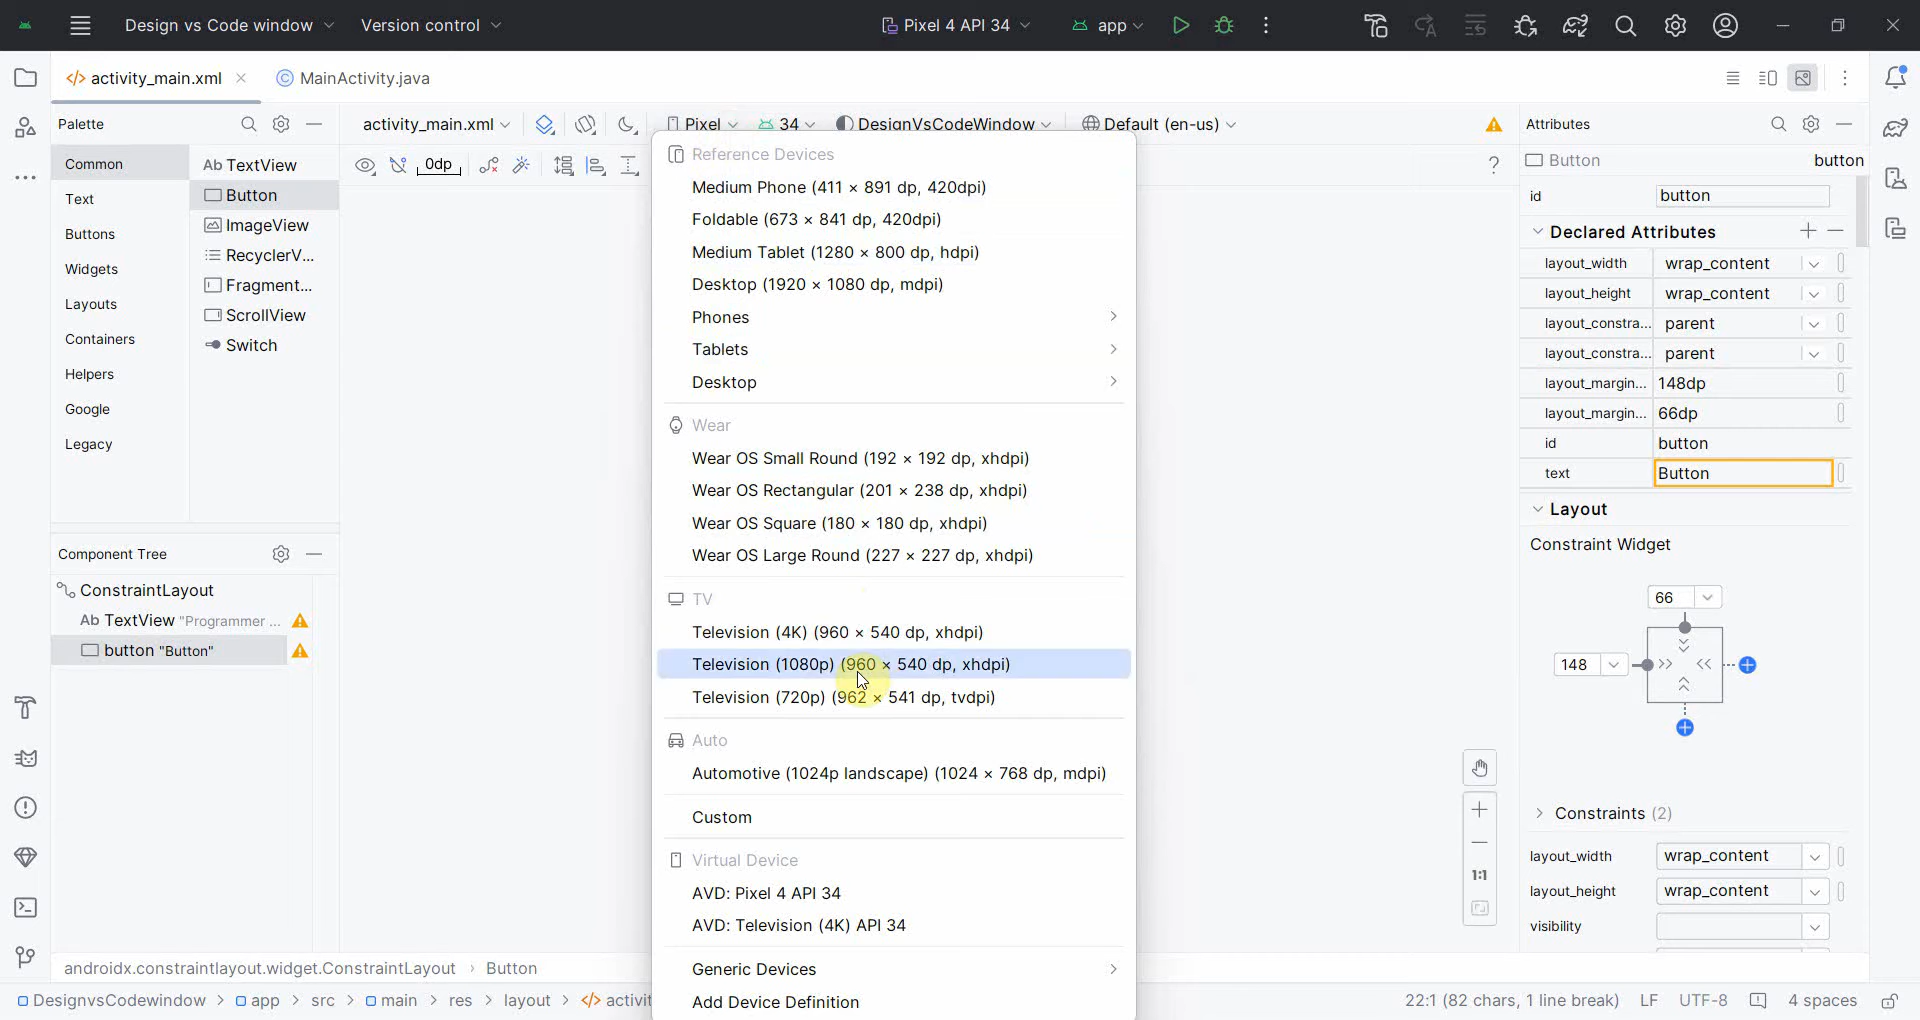 Design vs Code window
Version control
Pixel 4 API 34
app
activity_main.xml
MainActivity.java
Palette
activity_main.xml
Pixel
34
DesignVsCodeWindow
Default (en-us)
Attributes
Common
Text
Buttons
Widgets
Layouts
Containers
Helpers
Google
Legacy
Ab TextView
Button
ImageView
RecyclerV...
Fragment...
ScrollView
Switch
0dp
?
Reference Devices
Medium Phone (411 × 891 dp, 420dpi)
Foldable (673 × 841 dp, 420dpi)
Medium Tablet (1280 × 800 dp, hdpi)
Desktop (1920 × 1080 dp, mdpi)
Phones
Tablets
Desktop
Wear
Wear OS Small Round (192 × 192 dp, xhdpi)
Wear OS Rectangular (201 × 238 dp, xhdpi)
Wear OS Square (180 × 180 dp, xhdpi)
Wear OS Large Round (227 × 227 dp, xhdpi)
TV
Television (4K) (960 × 540 dp, xhdpi)
Television (1080p) (960 × 540 dp, xhdpi)
Television (720p) (962 × 541 dp, tvdpi)
Auto
Automotive (1024p landscape) (1024 × 768 dp, mdpi)
Custom
Virtual Device
AVD: Pixel 4 API 34
AVD: Television (4K) API 34
Generic Devices
Add Device Definition
Component Tree
ConstraintLayout
Ab TextView "Programmer ...
button "Button"
1:1
Button
button
id button
Declared Attributes
layout_width wrap_content
layout_height wrap_content
layout_constra... parent
layout_constra... parent
layout_margin... 148dp
layout_margin... 66dp
id button
text Button
Layout
Constraint Widget
66
148
Constraints (2)
layout_width wrap_content
layout_height wrap_content
visibility
androidx.constraintlayout.widget.ConstraintLayout > Button
DesignvsCodewindow > app > src > main > res > layout > activit
22:1 (82 chars, 1 line break) LF UTF-8 4 spaces